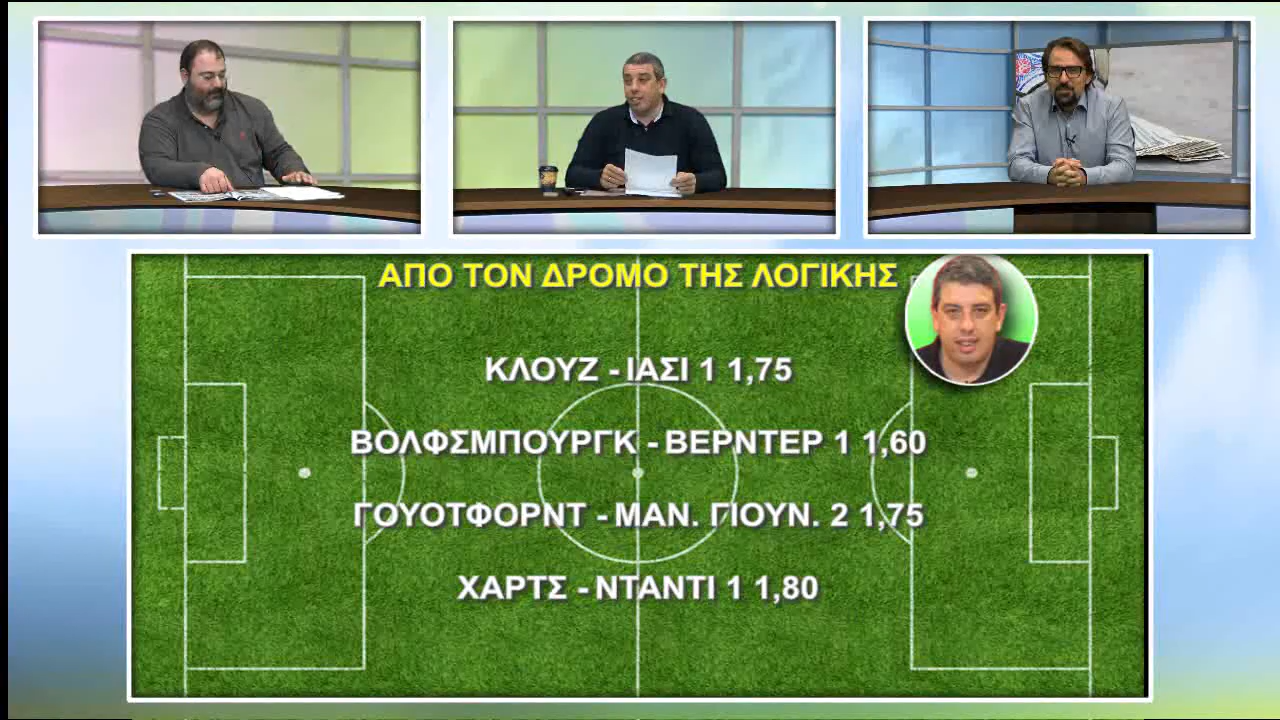 ΑΠΟ ΤΟΝ ΔΡΟΜΟ ΤΗΣ ΛΟΓΙΚΗΣ
ΚΛΟΥΖ - ΙΑΣΙ 1 1,75
ΒΟΛΦΣΜΠΟΥΡΓΚ - ΒΕΡΝΤΕΡ 1 1,60
ΓΟΥΟΤΦΟΡΝΤ - ΜΑΝ. ΓΙΟΥΝ. 2 1,75
ΧΑΡΤΣ - ΝΤΑΝΤΙ 1 1,80